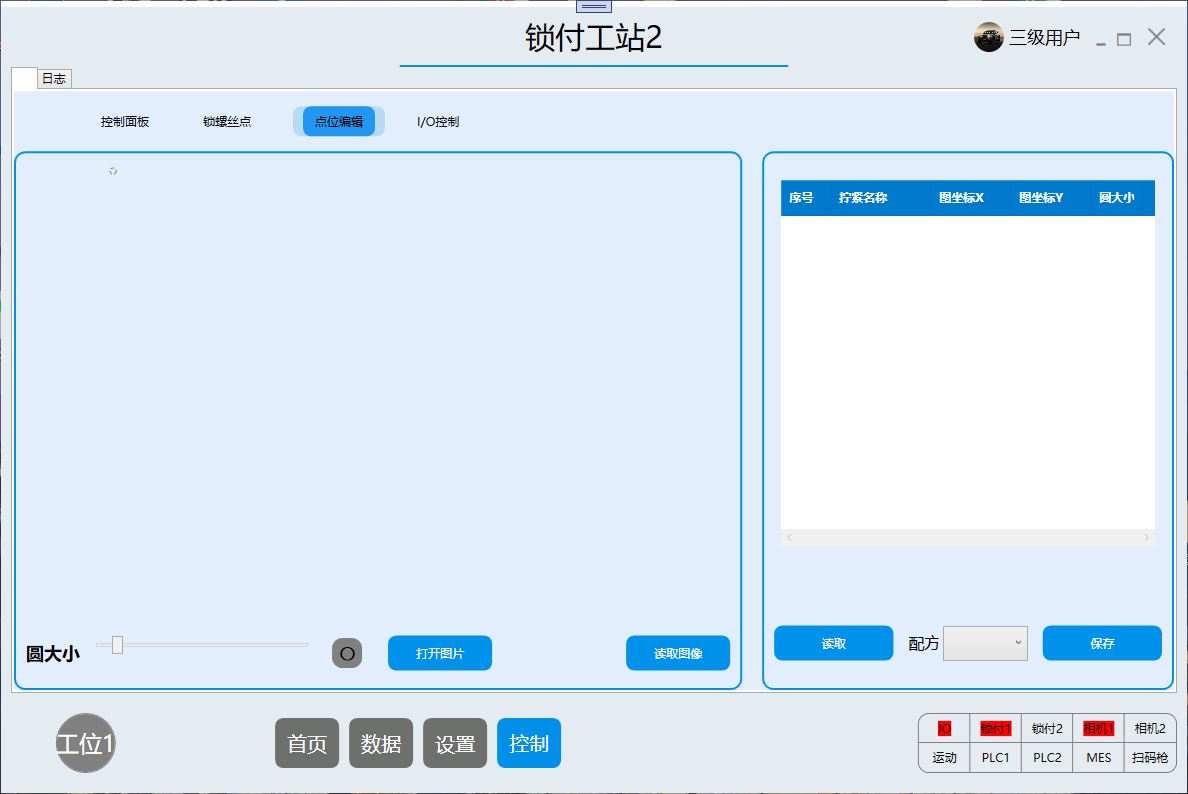 锁付工站2
三级用户
日志
控制面板
锁螺丝点
点位编辑
I/O控制
序号 拧紧名称 图坐标X 图坐标Y 圆大小
圆大小
打开图片
读取图像
读取
配方
保存
工位1
首页
数据
设置
控制
IO 锁付1 锁付2 相机1 相机2
运动 PLC1 PLC2 MES 扫码枪